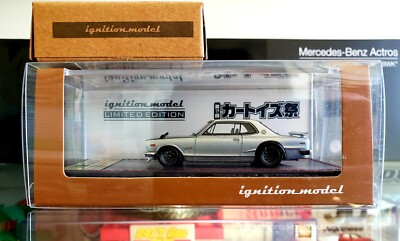 ignition model
Mercedes-Benz Actros
ignition model
LIMITED EDITION
カートイズ祭
ignition model